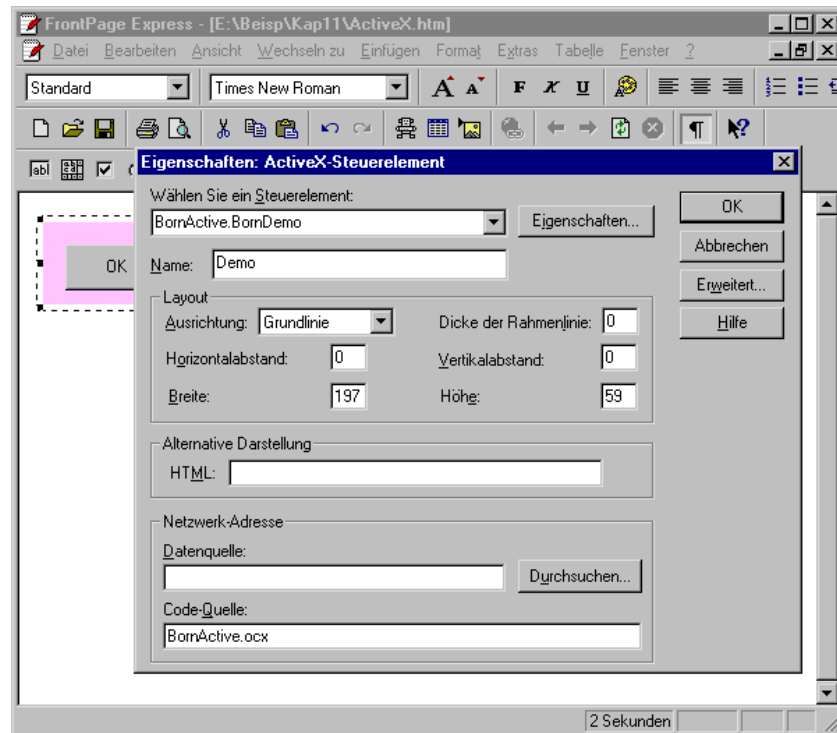 FrontPage Express - [E:\Beisp\Kap11\ActiveX.htm]
Datei Bearbeiten Ansicht Wechseln zu Einfügen Format Extras Tabelle Fenster ?
Standard Times New Roman A A F K U
abl
Eigenschaften: ActiveX-Steuerelement
Wählen Sie ein Steuerelement:
BornActive.BornDemo Eigenschaften... OK
Abbrechen
OK Name: Demo
Erweitert...
Layout
Ausrichtung: Grundlinie Dicke der Rahmenlinie: 0 Hilfe
Horizontalabstand: 0 Vertikalabstand: 0
Breite: 197 Höhe: 59
Alternative Darstellung
HTML:
Netzwerk-Adresse
Datenquelle:
Durchsuchen...
Code-Quelle:
BornActive.ocx
2 Sekunden